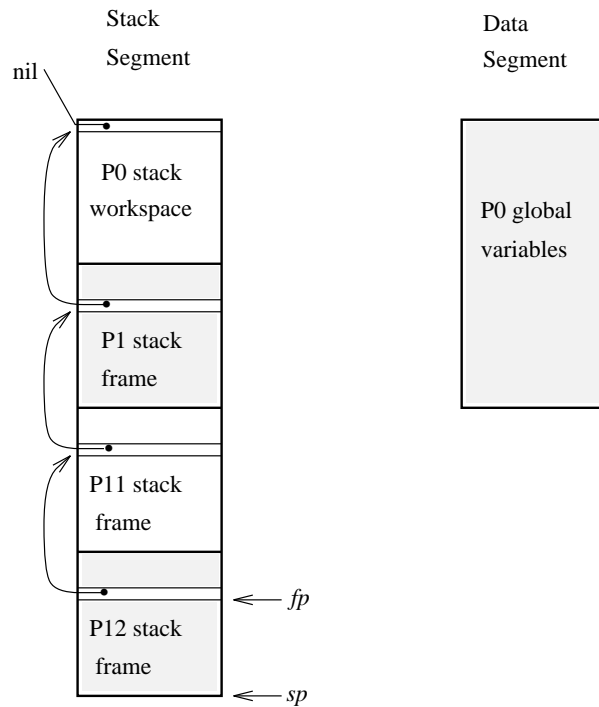 Stack
Segment
Data
Segment
nil
P0 stack
workspace
P0 global
variables
P1 stack
frame
P11 stack
frame
fp
P12 stack
frame
sp